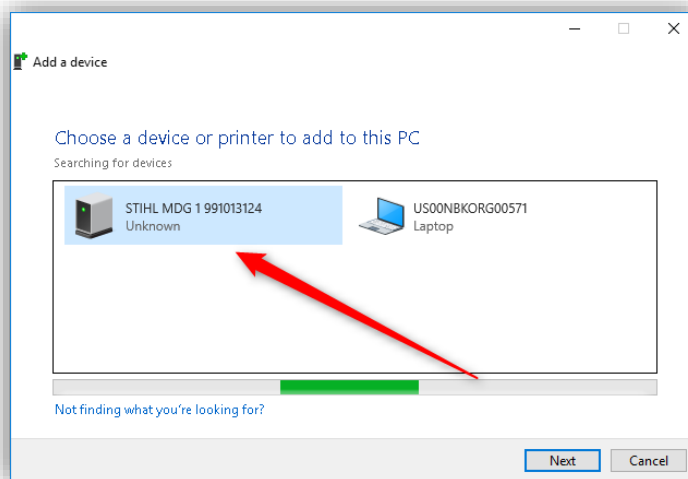 Add a device
Choose a device or printer to add to this PC
Searching for devices
STIHL MDG 1 991013124
Unknown
US00NBKORG00571
Laptop
Not finding what you're looking for?
Next
Cancel